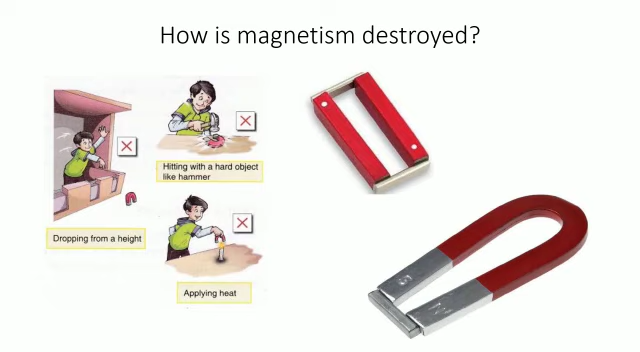 How is magnetism destroyed?
Hitting with a hard object
like hammer
Dropping from a height
Applying heat